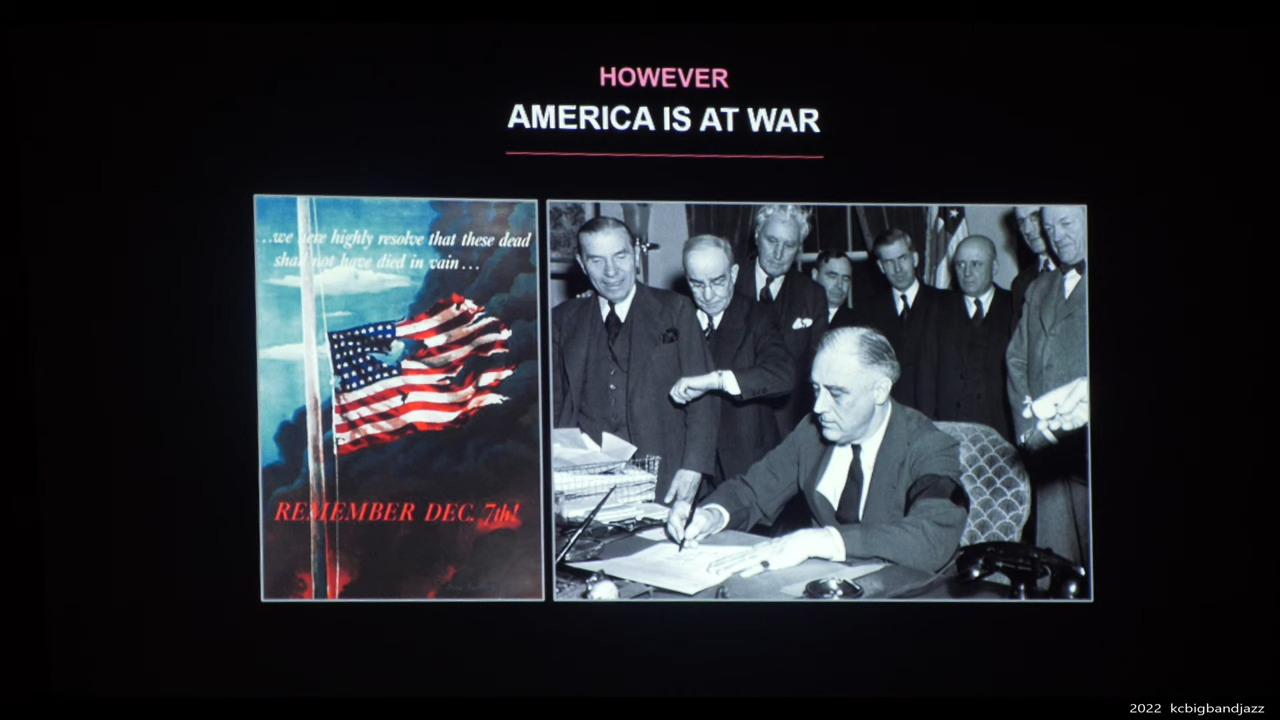 HOWEVER
AMERICA IS AT WAR
...we here highly resolve that these dead
shall not have died in vain...
REMEMBER DEC. 7th!
2022 kcbigbandjazz